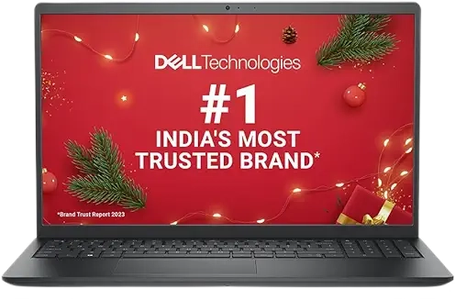 DELLTechnologies
#1
INDIA'S MOST
TRUSTED BRAND*
*Brand Trust Report 2023